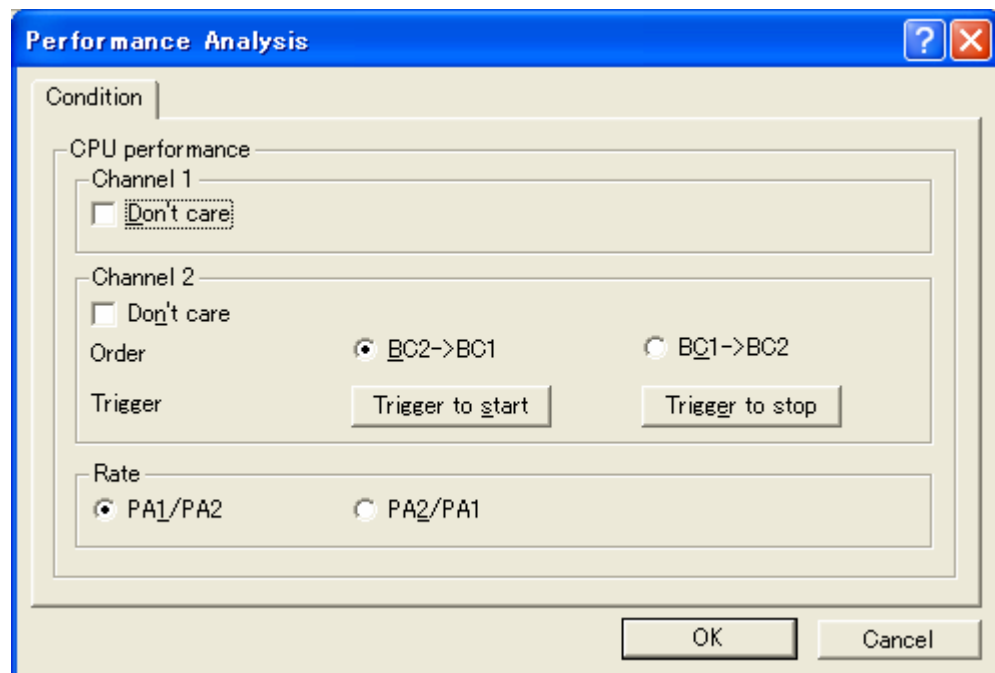 Performance Analysis
Condition
CPU performance
Channel 1
Don't care
Channel 2
Don't care
Order BC2->BC1 BC1->BC2
Trigger Trigger to start Trigger to stop
Rate
PA1/PA2 PA2/PA1
OK Cancel